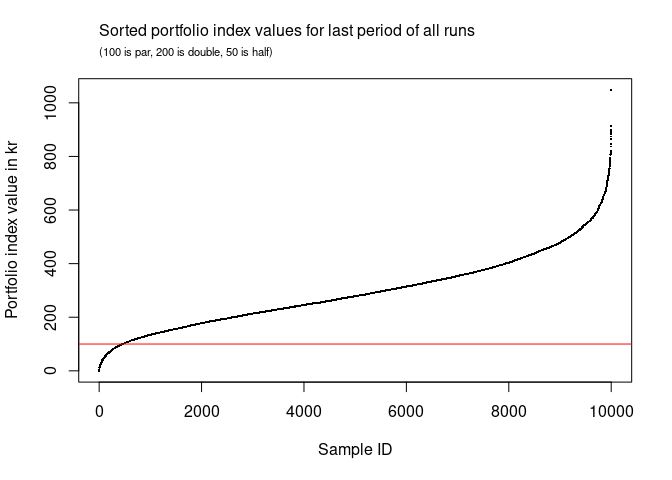 Sorted portfolio index values for last period of all runs
(100 is par, 200 is double, 50 is half)
Portfolio index value in kr
1000
800
600
400
200
0
0 2000 4000 6000 8000 10000
Sample ID